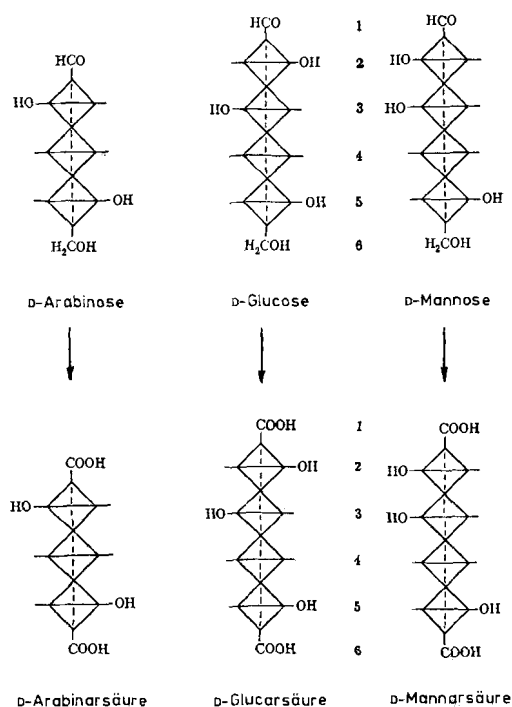 HCO
HO
OH
H₂COH
D-Arabinose
HCO
OH
HO
OH
H₂COH
D-Glucose
1
2
3
4
5
6
HCO
HO
HO
OH
H₂COH
D-Mannose
COOH
HO
OH
COOH
D-Arabinarsäure
COOH
OH
HO
OH
COOH
D-Glucarsäure
1
2
3
4
5
6
COOH
HO
HO
OH
COOH
D-Mannarsäure